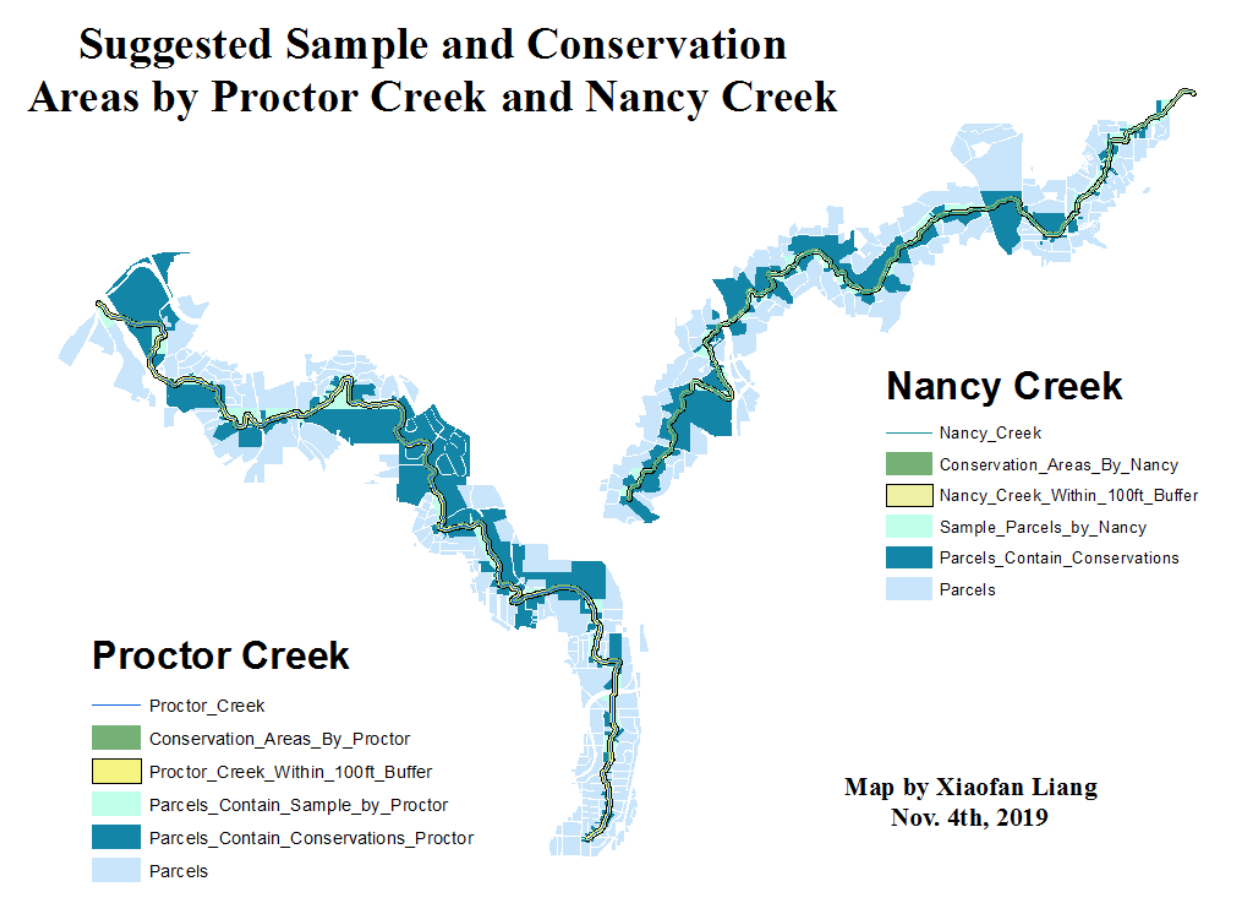 Suggested Sample and Conservation
Areas by Proctor Creek and Nancy Creek
Nancy Creek
Nancy_Creek
Conservation_Areas_By_Nancy
Nancy_Creek_Within_100ft_Buffer
Sample_Parcels_by_Nancy
Parcels_Contain_Conservations
Parcels
Proctor Creek
Proctor_Creek
Conservation_Areas_By_Proctor
Proctor_Creek_Within_100ft_Buffer
Parcels_Contain_Sample_by_Proctor
Parcels_Contain_Conservations_Proctor
Parcels
Map by Xiaofan Liang
Nov. 4th, 2019